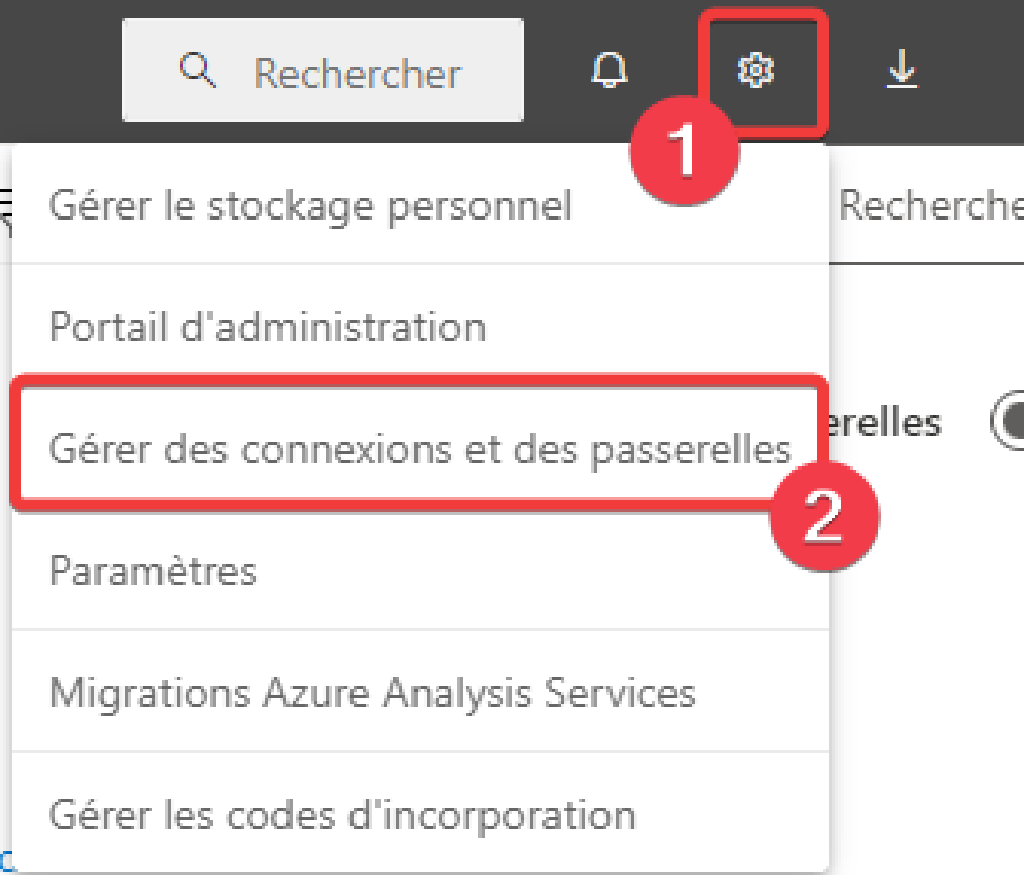 Rechercher
1
Gérer le stockage personnel
Recherche
Portail d'administration
Gérer des connexions et des passerelles
erelles
2
Paramètres
Migrations Azure Analysis Services
Gérer les codes d'incorporation